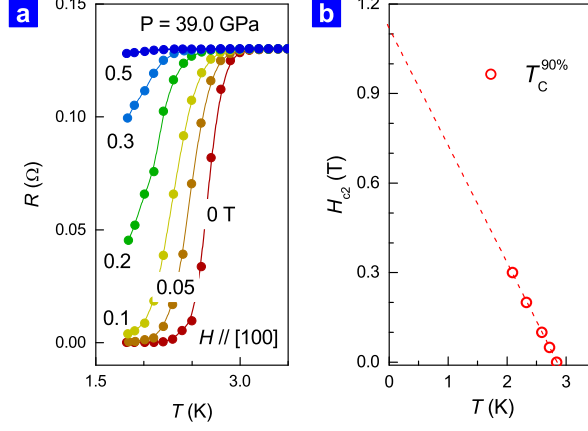 a
P = 39.0 GPa
0.5
0.3
0.2
0.1
0.05
0 T
H // [100]
0.15
0.10
0.05
0.00
R (Ω)
1.5
3.0
T (K)
b
T_C^90%
1.2
0.9
0.6
0.3
0.0
H_c2 (T)
0
1
2
3
T (K)